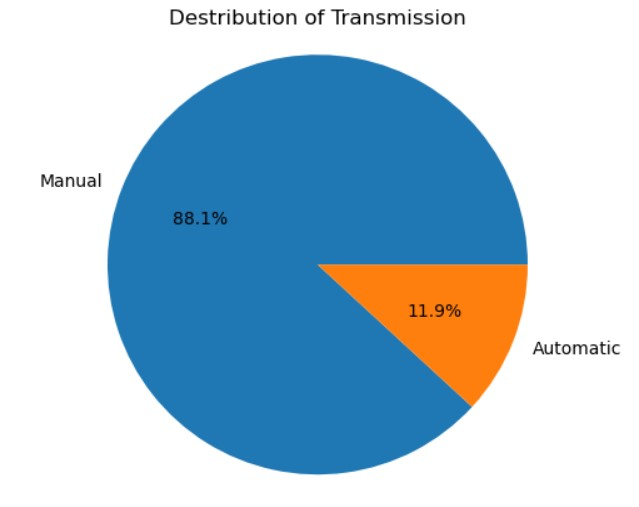 Destribution of Transmission
Manual
88.1%
11.9%
Automatic